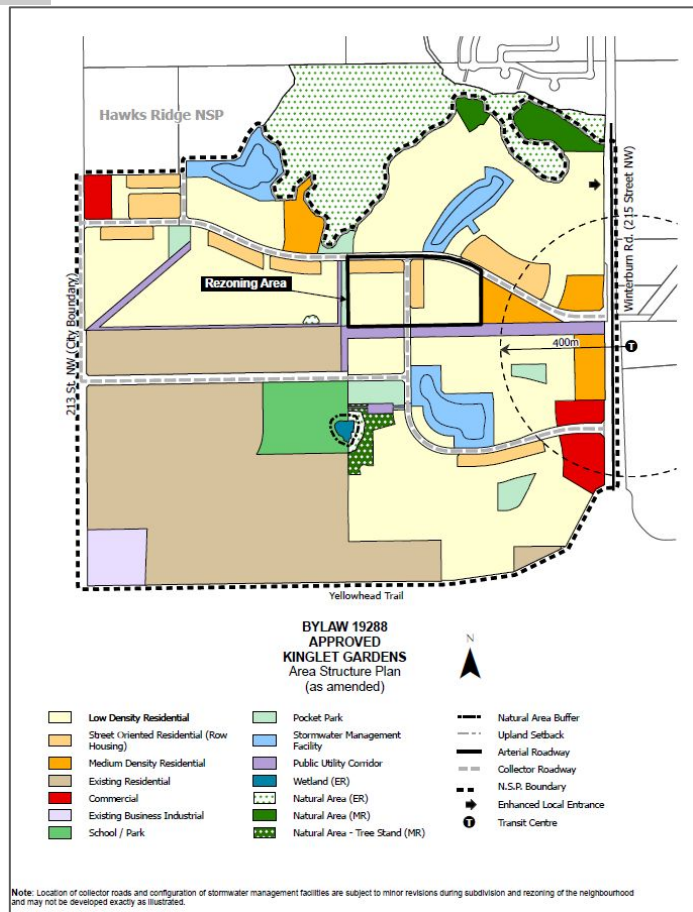 Hawks Ridge NSP
Winterburn Rd. (215 Street NW)
Rezoning Area
213 St. NW (City Boundary)
400m
T
Yellowhead Trail
BYLAW 19288
APPROVED
KINGLET GARDENS
Area Structure Plan
(as amended)
N
Low Density Residential
Street Oriented Residential (Row
Housing)
Medium Density Residential
Existing Residential
Commercial
Existing Business Industrial
School / Park
Pocket Park
Stormwater Management
Facility
Public Utility Corridor
Wetland (ER)
Natural Area (ER)
Natural Area (MR)
Natural Area - Tree Stand (MR)
Natural Area Buffer
Upland Setback
Arterial Roadway
Collector Roadway
N.S.P. Boundary
Enhanced Local Entrance
T
Transit Centre
Note: Location of collector roads and configuration of stormwater management facilities are subject to minor revisions during subdivision and rezoning of the neighbourhood
and may not be developed exactly as illustrated.